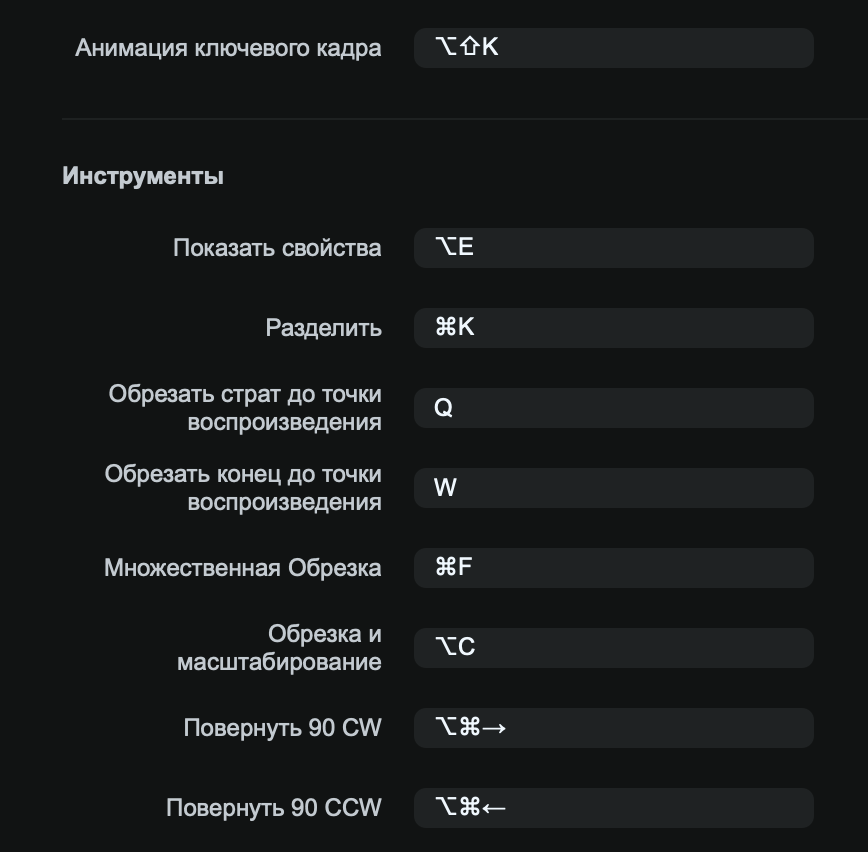 Анимация ключевого кадра ⌥⇧K
Инструменты
Показать свойства ⌥E
Разделить ⌘K
Обрезать страт до точки
воспроизведения Q
Обрезать конец до точки
воспроизведения W
Множественная Обрезка ⌘F
Обрезка и
масштабирование ⌥C
Повернуть 90 CW ⌥⌘→
Повернуть 90 CCW ⌥⌘←